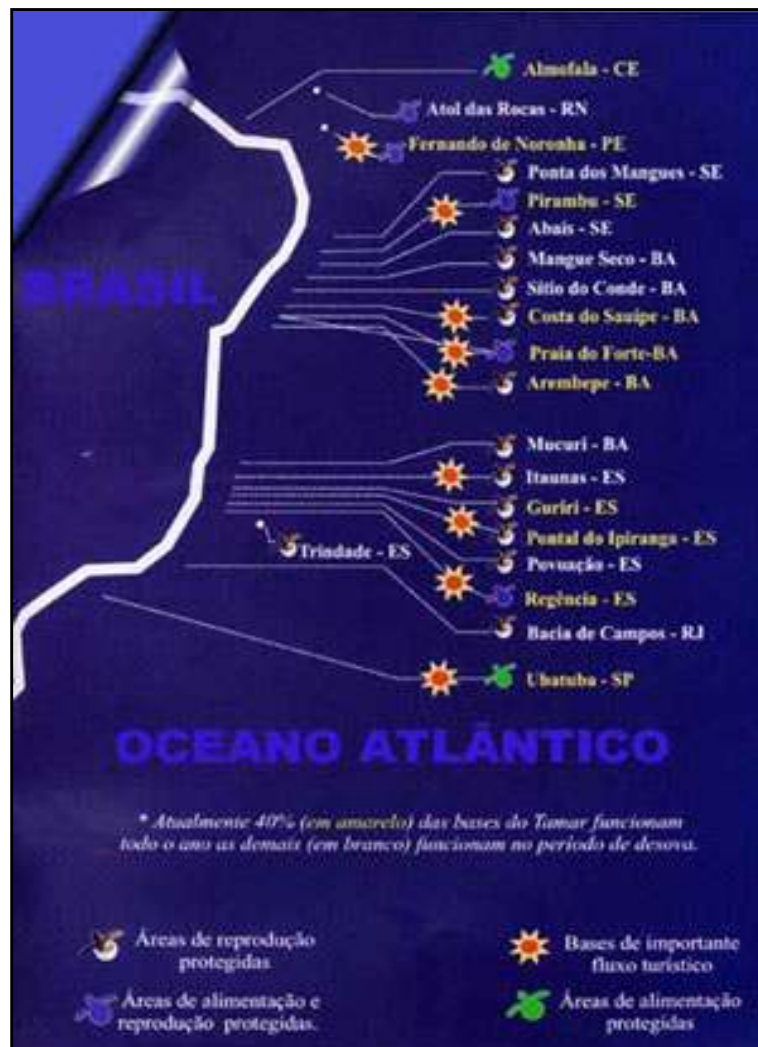 Almofala - CE
Atol das Rocas - RN
Fernando de Noronha - PE
Ponta dos Mangues - SE
Pirambu - SE
Abaís - SE
BRASIL
Mangue Seco - BA
Sítio do Conde - BA
Costa do Sauípe - BA
Praia do Forte-BA
Arembepe - BA
Mucuri - BA
Itaunas - ES
Guriri - ES
Pontal do Ipiranga - ES
Trindade - ES
Povoação - ES
Regência - ES
Bacia de Campos - RJ
Ubatuba - SP
OCEANO ATLÂNTICO
* Atualmente 40% (em amarelo) das bases do Tamar funcionam
todo o ano as demais (em branco) funcionam no período de desova.
Áreas de reprodução
protegidas
Bases de importante
fluxo turístico
Áreas de alimentação e
reprodução protegidas.
Áreas de alimentação
protegidas